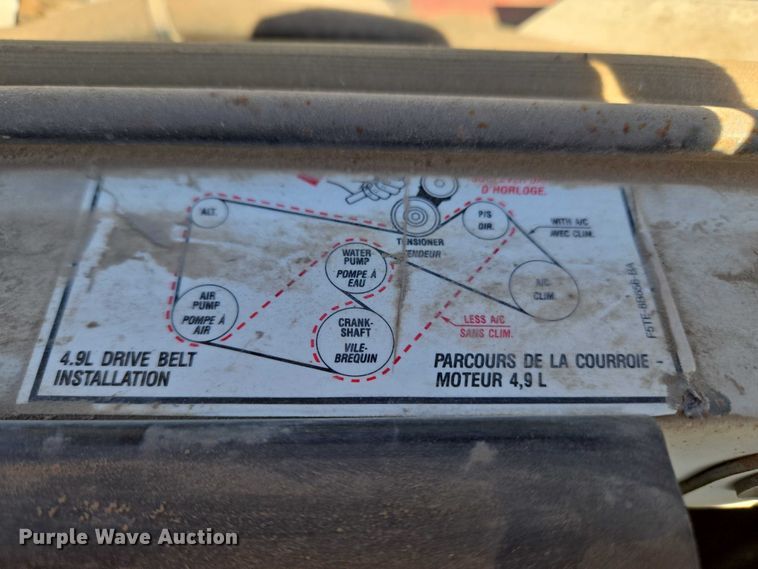 D'HORLOGE.
ALT.
P/S
DIR.
WITH A/C
AVEC CLIM.
TENSIONER
TENDEUR
WATER
PUMP
POMPE À
EAU
A/C
CLIM.
AIR
PUMP
POMPE À
AIR
CRANK-
SHAFT
VILE-
BREQUIN
LESS A/C
SANS CLIM.
4.9L DRIVE BELT
INSTALLATION
PARCOURS DE LA COURROIE -
MOTEUR 4,9 L
Purple Wave Auction